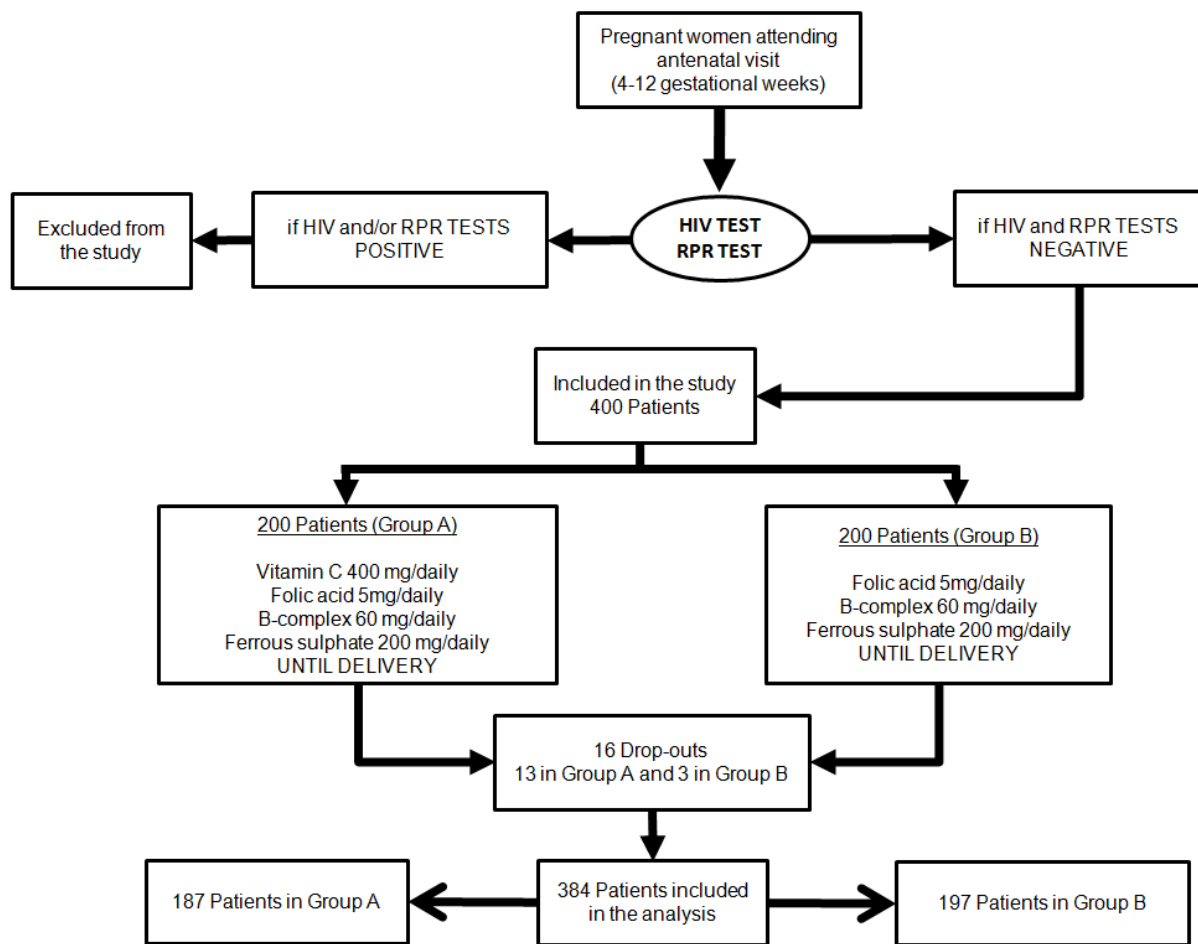 Pregnant women attending
antenatal visit
(4-12 gestational weeks)
Excluded from
the study
if HIV and/or RPR TESTS
POSITIVE
HIV TEST
RPR TEST
if HIV and RPR TESTS
NEGATIVE
Included in the study
400 Patients
200 Patients (Group A)
Vitamin C 400 mg/daily
Folic acid 5mg/daily
B-complex 60 mg/daily
Ferrous sulphate 200 mg/daily
UNTIL DELIVERY
200 Patients (Group B)
Folic acid 5mg/daily
B-complex 60 mg/daily
Ferrous sulphate 200 mg/daily
UNTIL DELIVERY
16 Drop-outs
13 in Group A and 3 in Group B
187 Patients in Group A
384 Patients included
in the analysis
197 Patients in Group B